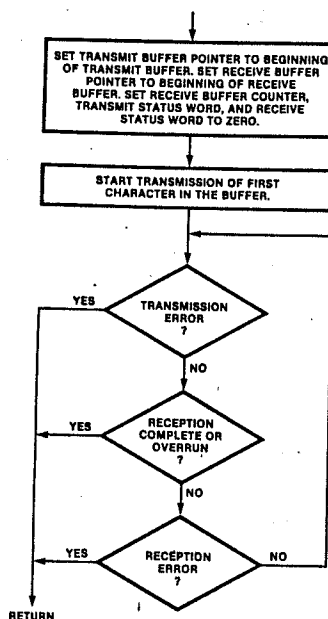 SET TRANSMIT BUFFER POINTER TO BEGINNING
OF TRANSMIT BUFFER. SET RECEIVE BUFFER
POINTER TO BEGINNING OF RECEIVE
BUFFER. SET RECEIVE BUFFER COUNTER,
TRANSMIT STATUS WORD, AND RECEIVE
STATUS WORD TO ZERO.
START TRANSMISSION OF FIRST
CHARACTER IN THE BUFFER.
YES
TRANSMISSION
ERROR
?
NO
YES
RECEPTION
COMPLETE OR
OVERRUN
?
NO
YES
RECEPTION
ERROR
?
NO
RETURN